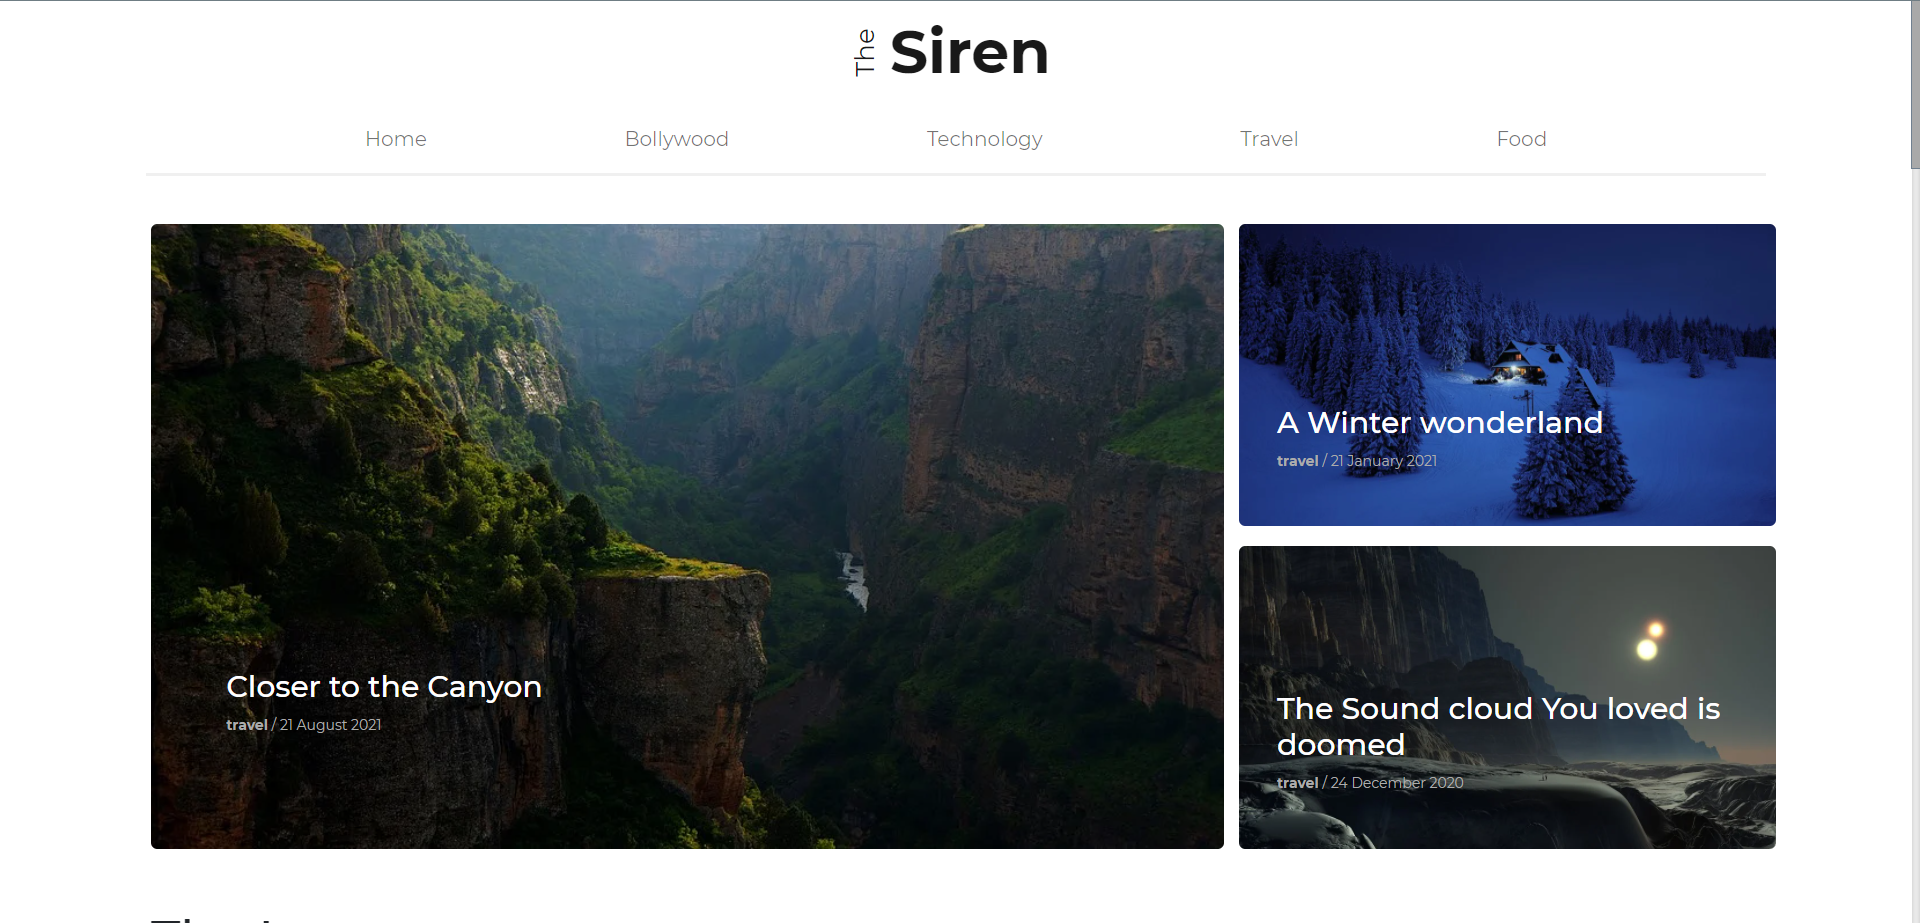 The Siren
Home Bollywood Technology Travel Food
Closer to the Canyon
travel / 21 August 2021
A Winter wonderland
travel / 21 January 2021
The Sound cloud You loved is
doomed
travel / 24 December 2020